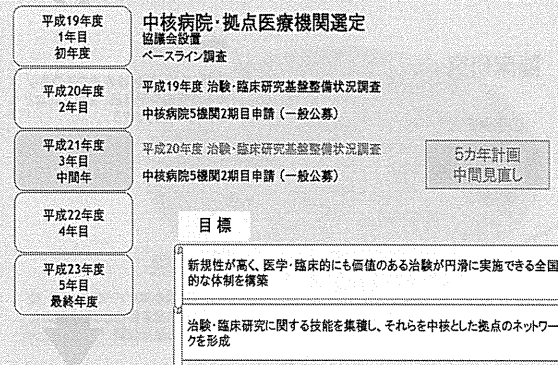 平成19年度
1年目
初年度
中核病院・拠点医療機関選定
協議会設置
ベースライン調査
平成20年度
2年目
平成19年度 治験・臨床研究基盤整備状況調査
中核病院5機関2期目申請（一般公募）
平成21年度
3年目
中間年
平成20年度 治験・臨床研究基盤整備状況調査
中核病院5機関2期目申請（一般公募）
5カ年計画
中間見直し
平成22年度
4年目
目標
平成23年度
5年目
最終年度
新規性が高く、医学・臨床的にも価値のある治験が円滑に実施できる全国
的な体制を構築
治験・臨床研究に関する技能を集積し、それらを中核とした拠点のネットワー
クを形成